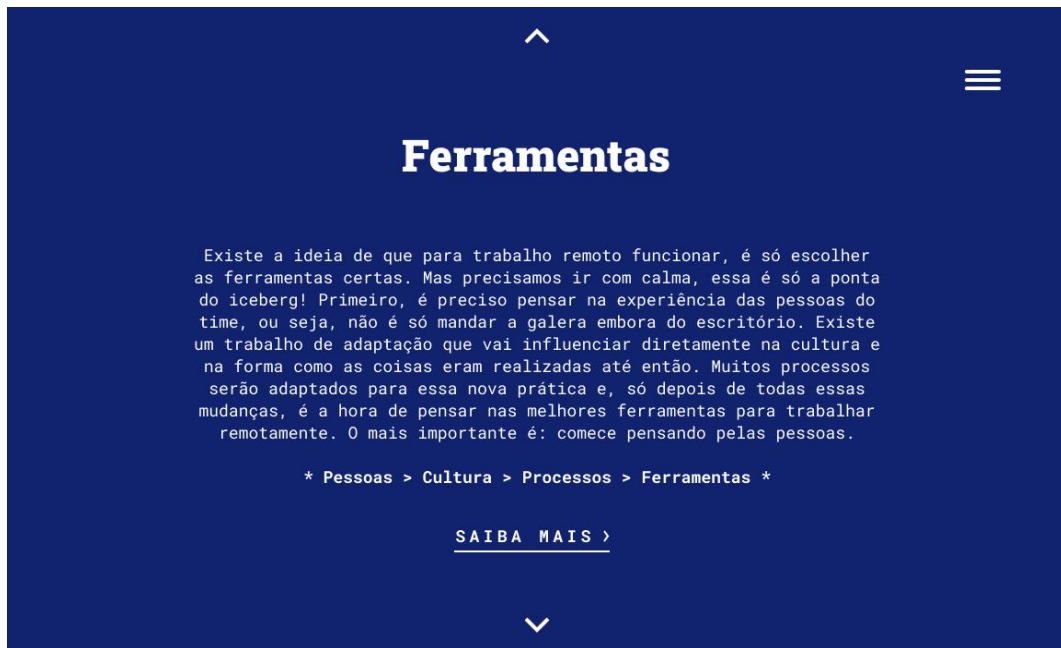 Ferramentas
Existe a ideia de que para trabalho remoto funcionar, é só escolher
as ferramentas certas. Mas precisamos ir com calma, essa é só a ponta
do iceberg! Primeiro, é preciso pensar na experiência das pessoas do
time, ou seja, não é só mandar a galera embora do escritório. Existe
um trabalho de adaptação que vai influenciar diretamente na cultura e
na forma como as coisas eram realizadas até então. Muitos processos
serão adaptados para essa nova prática e, só depois de todas essas
mudanças, é a hora de pensar nas melhores ferramentas para trabalhar
remotamente. O mais importante é: comece pensando pelas pessoas.
* Pessoas > Cultura > Processos > Ferramentas *
SAIBA MAIS ›